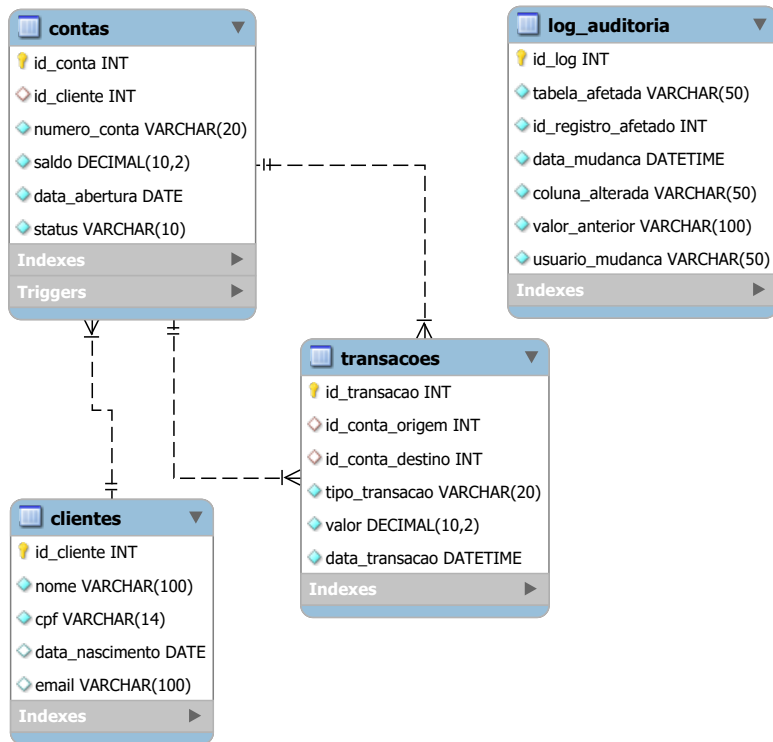 contas
id_conta INT
id_cliente INT
numero_conta VARCHAR(20)
saldo DECIMAL(10,2)
data_abertura DATE
status VARCHAR(10)
Indexes
Triggers
log_auditoria
id_log INT
tabela_afetada VARCHAR(50)
id_registro_afetado INT
data_mudanca DATETIME
coluna_alterada VARCHAR(50)
valor_anterior VARCHAR(100)
usuario_mudanca VARCHAR(50)
Indexes
transacoes
id_transacao INT
id_conta_origem INT
id_conta_destino INT
tipo_transacao VARCHAR(20)
valor DECIMAL(10,2)
data_transacao DATETIME
Indexes
clientes
id_cliente INT
nome VARCHAR(100)
cpf VARCHAR(14)
data_nascimento DATE
email VARCHAR(100)
Indexes